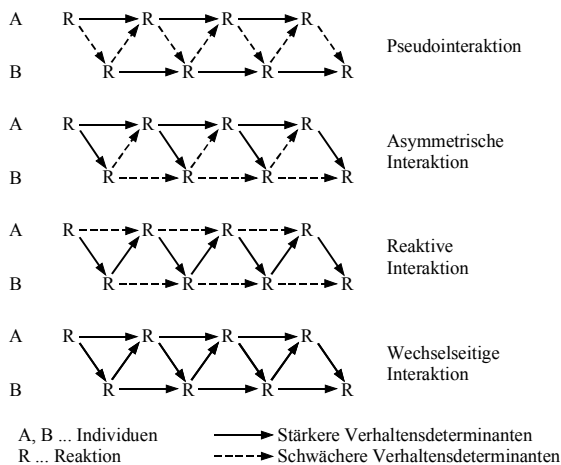 A R R R R
Pseudointeraktion
B R R R R
A R R R R
Asymmetrische
Interaktion
B R R R R
A R R R R
Reaktive
Interaktion
B R R R R
A R R R R
Wechselseitige
Interaktion
B R R R R
A, B ... Individuen Stärkere Verhaltensdeterminanten
R ... Reaktion Schwächere Verhaltensdeterminanten